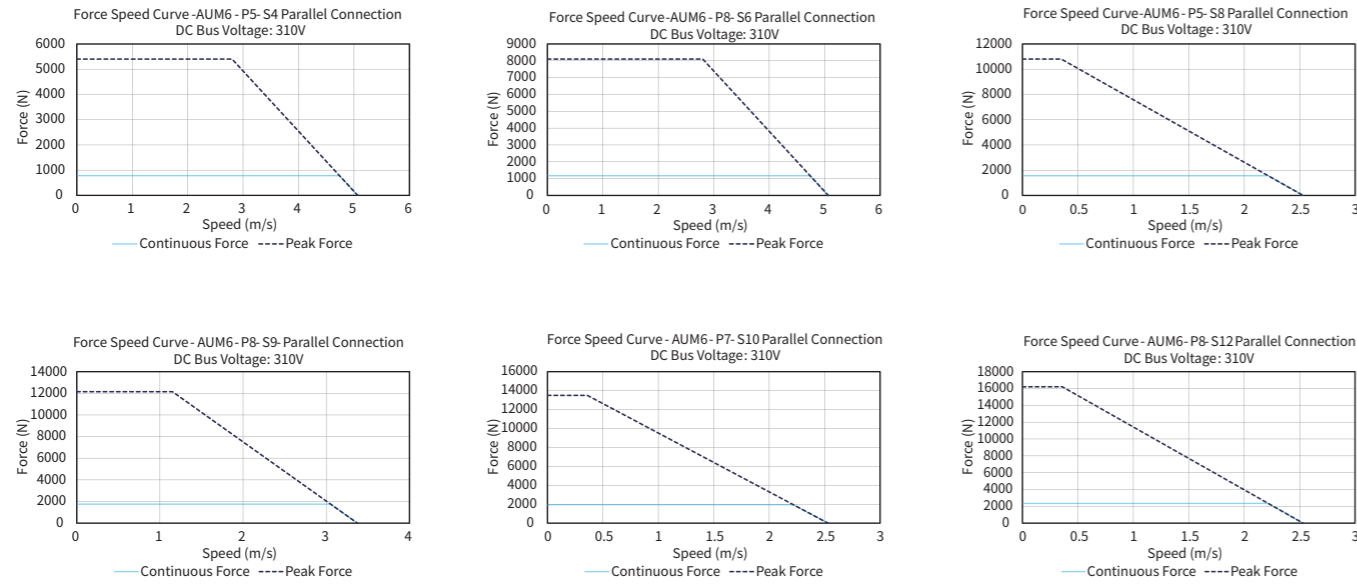 Force Speed Curve-AUM6-P5-S4 Parallel Connection
DC Bus Voltage: 310V
6000
5000
4000
3000
2000
1000
0
Force (N)
0 1 2 3 4 5 6
Speed (m/s)
Continuous Force Peak Force
Force Speed Curve-AUM6-P8-S6 Parallel Connection
DC Bus Voltage: 310V
9000
8000
7000
6000
5000
4000
3000
2000
1000
0
Force (N)
0 1 2 3 4 5 6
Speed (m/s)
Continuous Force Peak Force
Force Speed Curve-AUM6-P5-S8 Parallel Connection
DC Bus Voltage: 310V
12000
10000
8000
6000
4000
2000
0
Force (N)
0 0.5 1 1.5 2 2.5 3
Speed (m/s)
Continuous Force Peak Force
Force Speed Curve-AUM6-P8-S9-Parallel Connection
DC Bus Voltage: 310V
14000
12000
10000
8000
6000
4000
2000
0
Force (N)
0 1 2 3 4
Speed (m/s)
Continuous Force Peak Force
Force Speed Curve-AUM6-P7-S10 Parallel Connection
DC Bus Voltage: 310V
16000
14000
12000
10000
8000
6000
4000
2000
0
Force (N)
0 0.5 1 1.5 2 2.5 3
Speed (m/s)
Continuous Force Peak Force
Force Speed Curve-AUM6-P8-S12 Parallel Connection
DC Bus Voltage: 310V
18000
16000
14000
12000
10000
8000
6000
4000
2000
0
Force (N)
0 0.5 1 1.5 2 2.5 3
Speed (m/s)
Continuous Force Peak Force